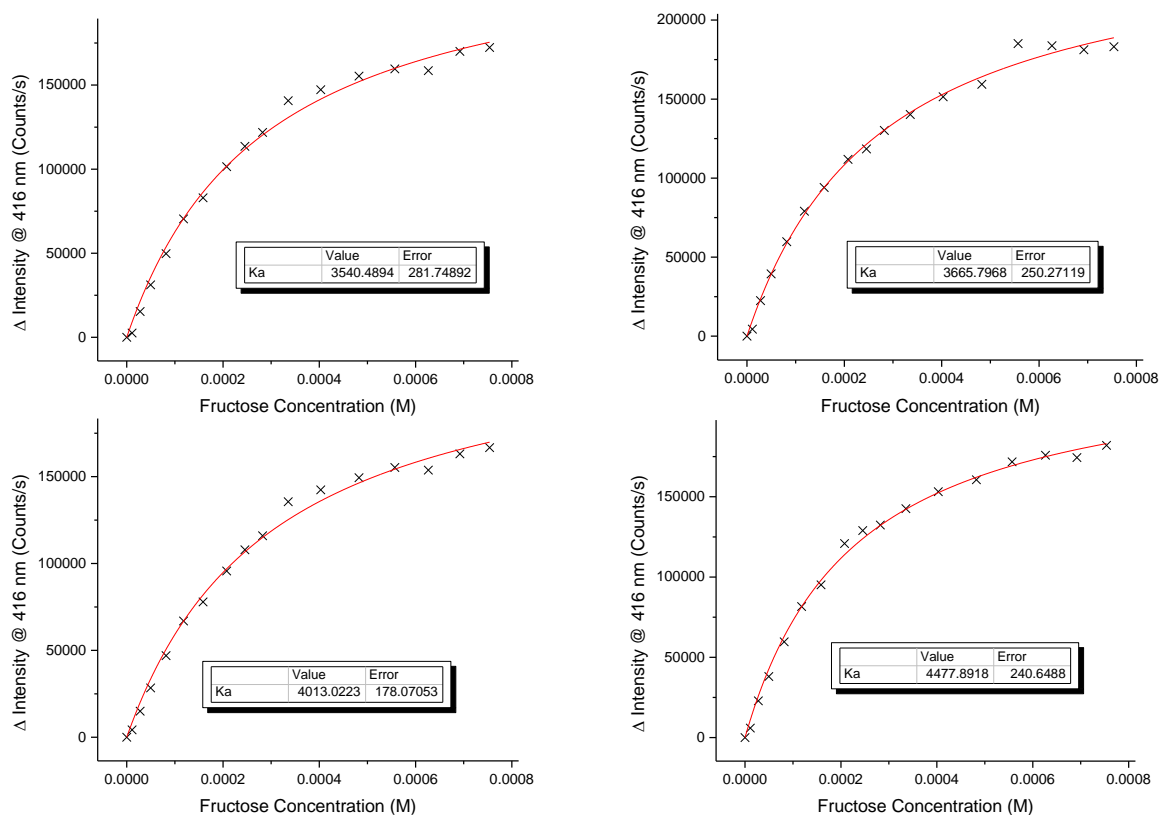 Δ Intensity @ 416 nm (Counts/s)
150000
100000
50000
0
Value Error
Ka 3540.4894 281.74892
0.0000 0.0002 0.0004 0.0006 0.0008
Fructose Concentration (M)
Δ Intensity @ 416 nm (Counts/s)
200000
150000
100000
50000
0
Value Error
Ka 3665.7968 250.27119
0.0000 0.0002 0.0004 0.0006 0.0008
Fructose Concentration (M)
Δ Intensity @ 416 nm (Counts/s)
150000
100000
50000
0
Value Error
Ka 4013.0223 178.07053
0.0000 0.0002 0.0004 0.0006 0.0008
Fructose Concentration (M)
Δ Intensity @ 416 nm (Counts/s)
150000
100000
50000
0
Value Error
Ka 4477.8918 240.6488
0.0000 0.0002 0.0004 0.0006 0.0008
Fructose Concentration (M)